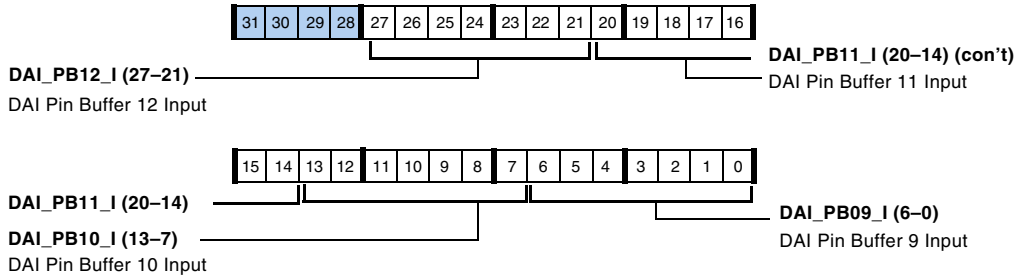 31 30 29 28 27 26 25 24 23 22 21 20 19 18 17 16
DAI_PB11_I (20–14) (con't)
DAI Pin Buffer 11 Input
DAI_PB12_I (27–21)
DAI Pin Buffer 12 Input
15 14 13 12 11 10 9 8 7 6 5 4 3 2 1 0
DAI_PB11_I (20–14)
DAI_PB09_I (6–0)
DAI Pin Buffer 9 Input
DAI_PB10_I (13–7)
DAI Pin Buffer 10 Input